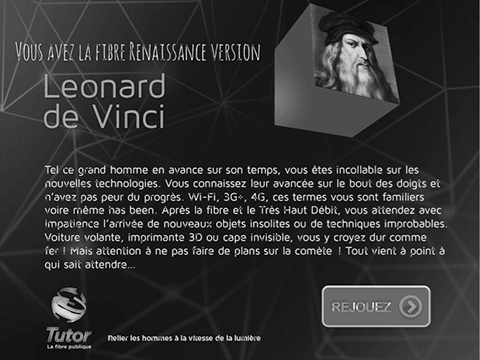 Vous avez la fibre Renaissance version
Leonard
de Vinci
Tel ce grand homme en avance sur son temps, vous êtes incollable sur les
nouvelles technologies. Vous connaissez leur avancée sur le bout des doigts et
n'avez pas peur du progrès. Wi-Fi, 3G+, 4G, ces termes vous sont familiers
voire même has been. Après la fibre et le Très Haut Débit, vous attendez avec
impatience l'arrivée de nouveaux objets insolites ou de techniques improbables.
Voiture volante, imprimante 3D ou cape invisible, vous y croyez dur comme
fer ! Mais attention à ne pas faire de plans sur la comète ! Tout vient à point à
qui sait attendre...
REJOUEZ
Tutor
La fibre publique
Relier les hommes à la vitesse de la lumière